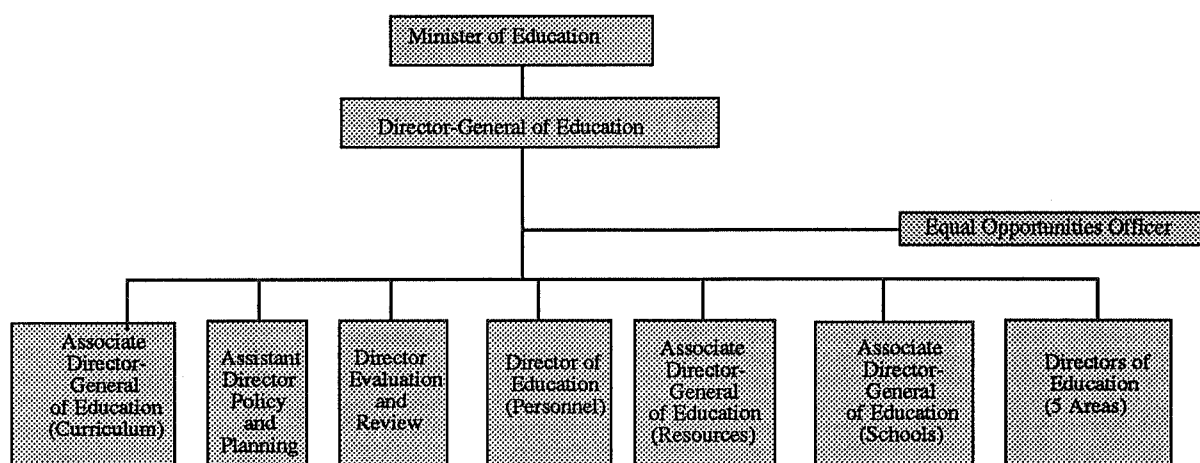 Minister of Education
Director-General of Education
Equal Opportunities Officer
Associate
Director-
General
of Education
(Curriculum)
Assistant
Director
Policy
and
Planning
Director
Evaluation
and
Review
Director of
Education
(Personnel)
Associate
Director-
General
of Education
(Resources)
Associate
Director-
General
of Education
(Schools)
Directors of
Education
(5 Areas)